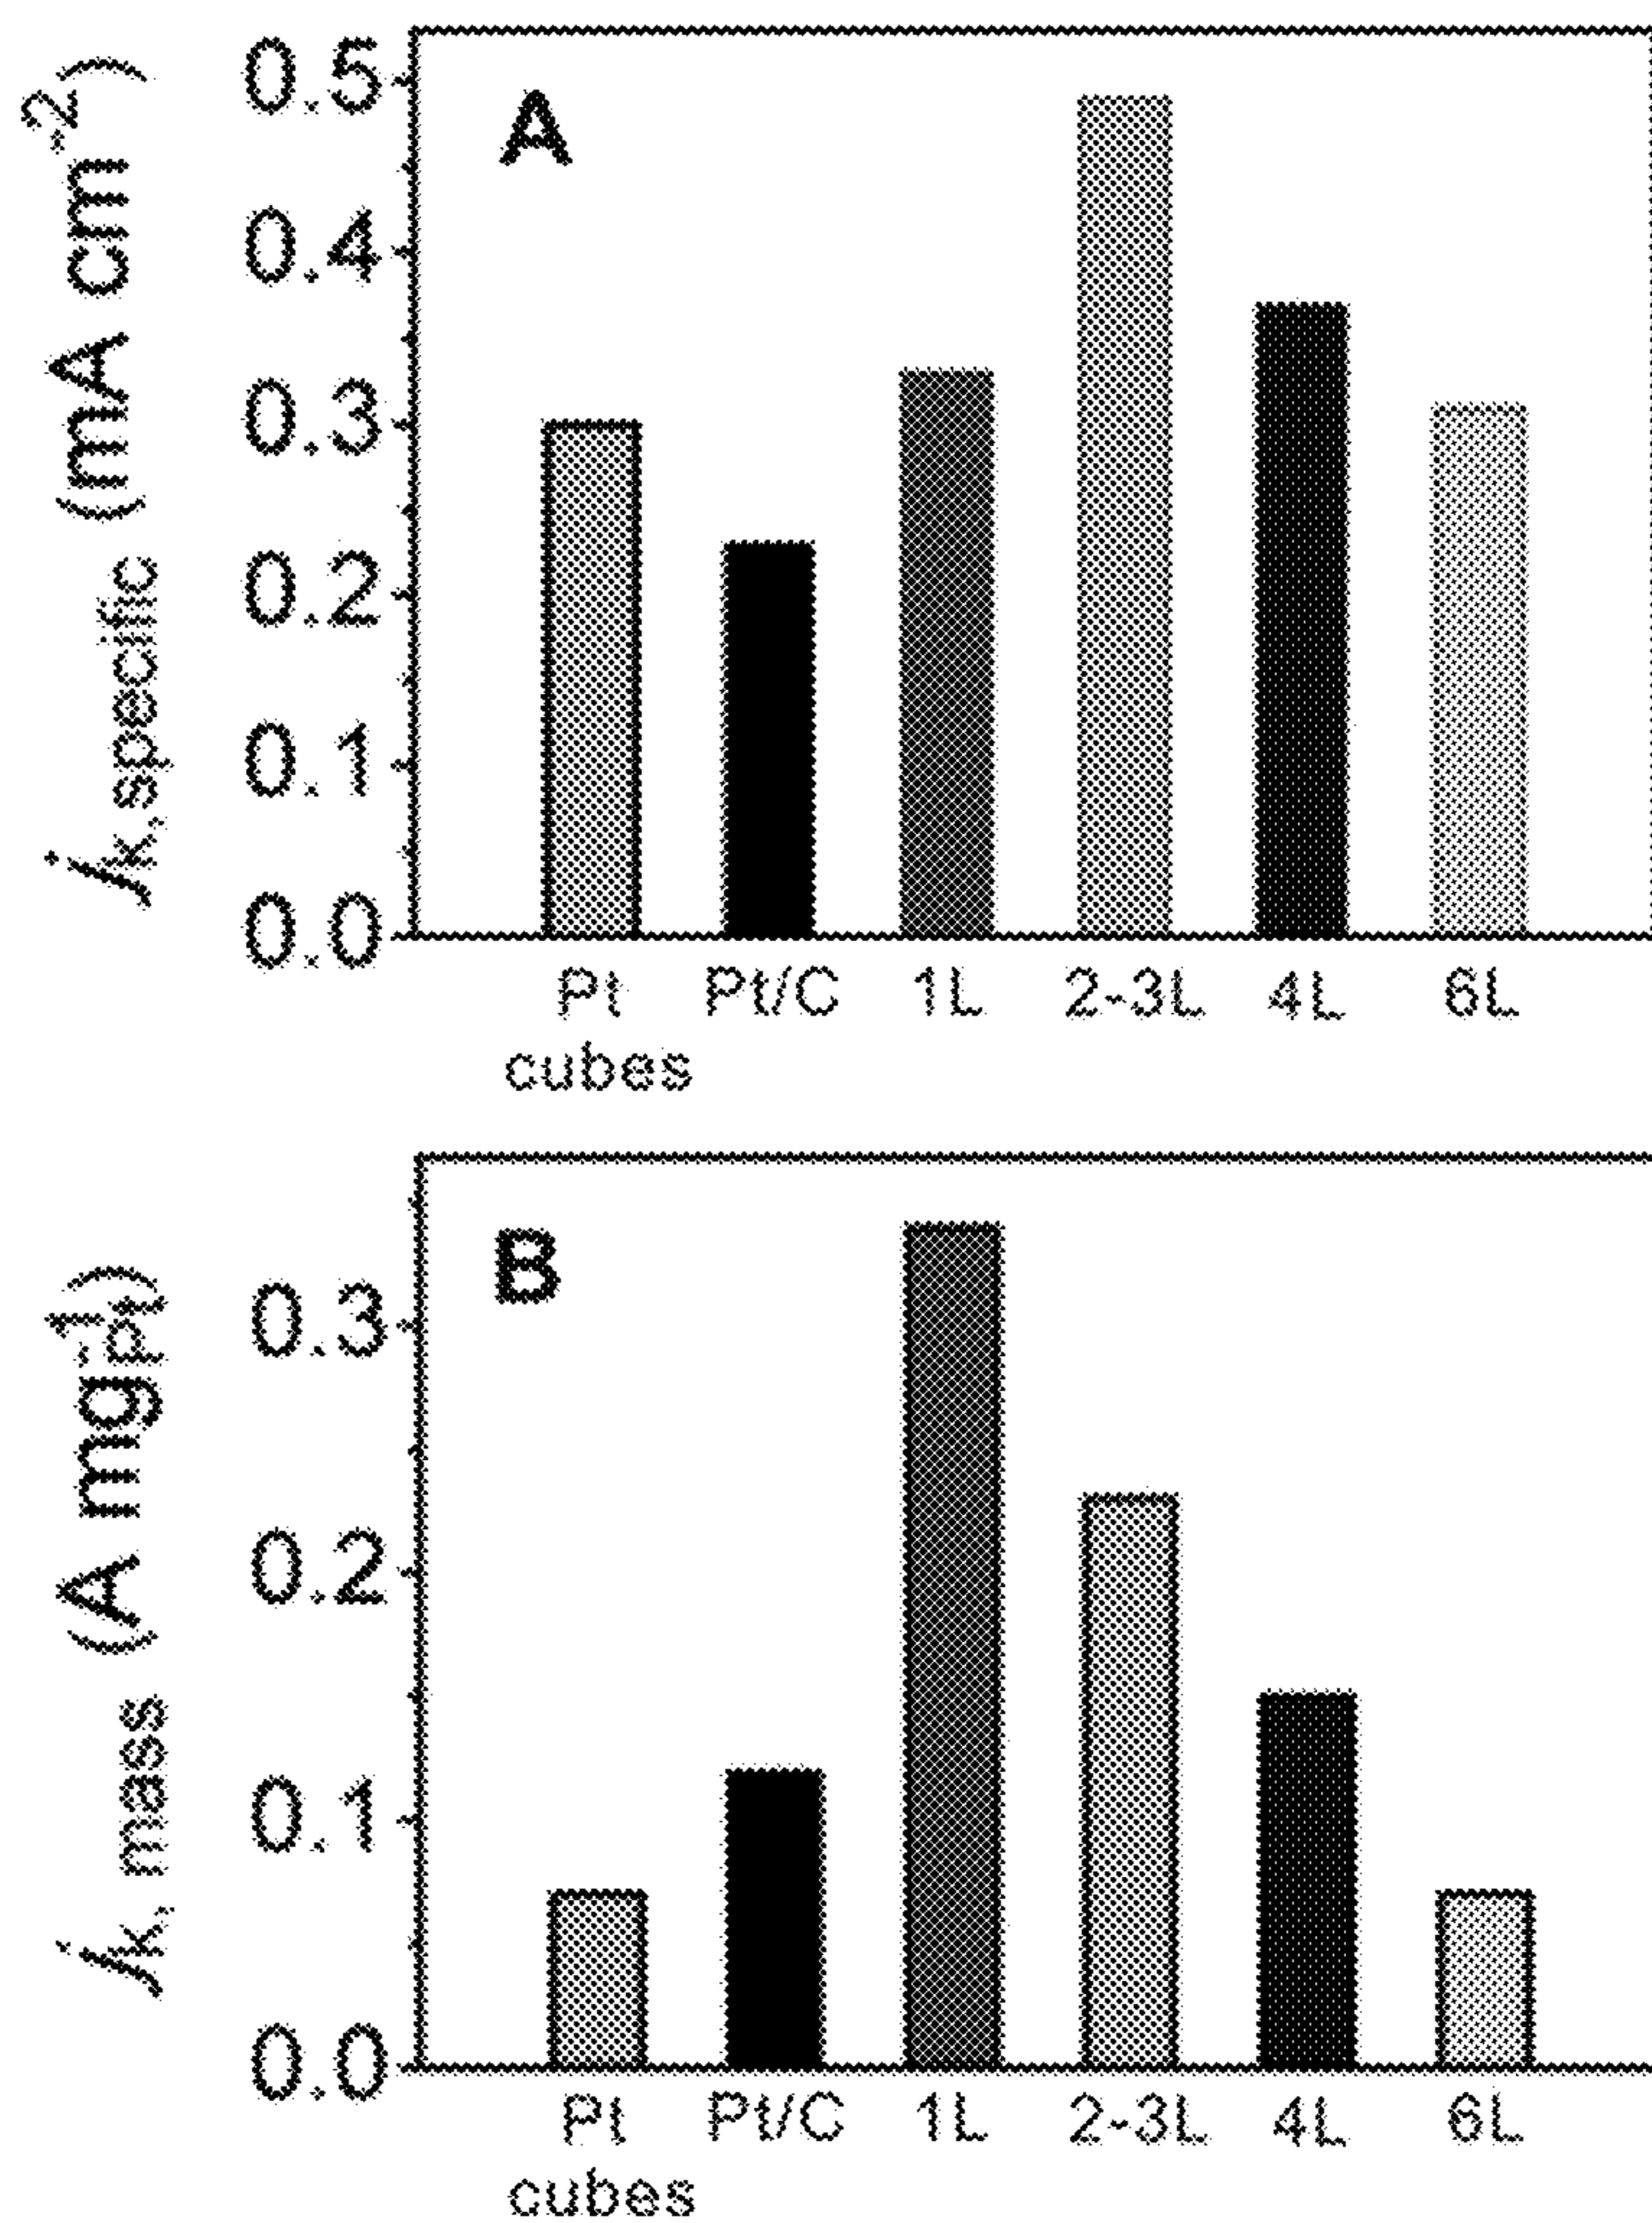 A
jk,specific (mA cm-2)
0.5
0.4
0.3
0.2
0.1
0.0
Pt Pt/C 1L 2-3L 4L 6L
cubes
B
jk, mass (A mg-1Pt)
0.3
0.2
0.1
0.0
Pt Pt/C 1L 2-3L 4L 6L
cubes